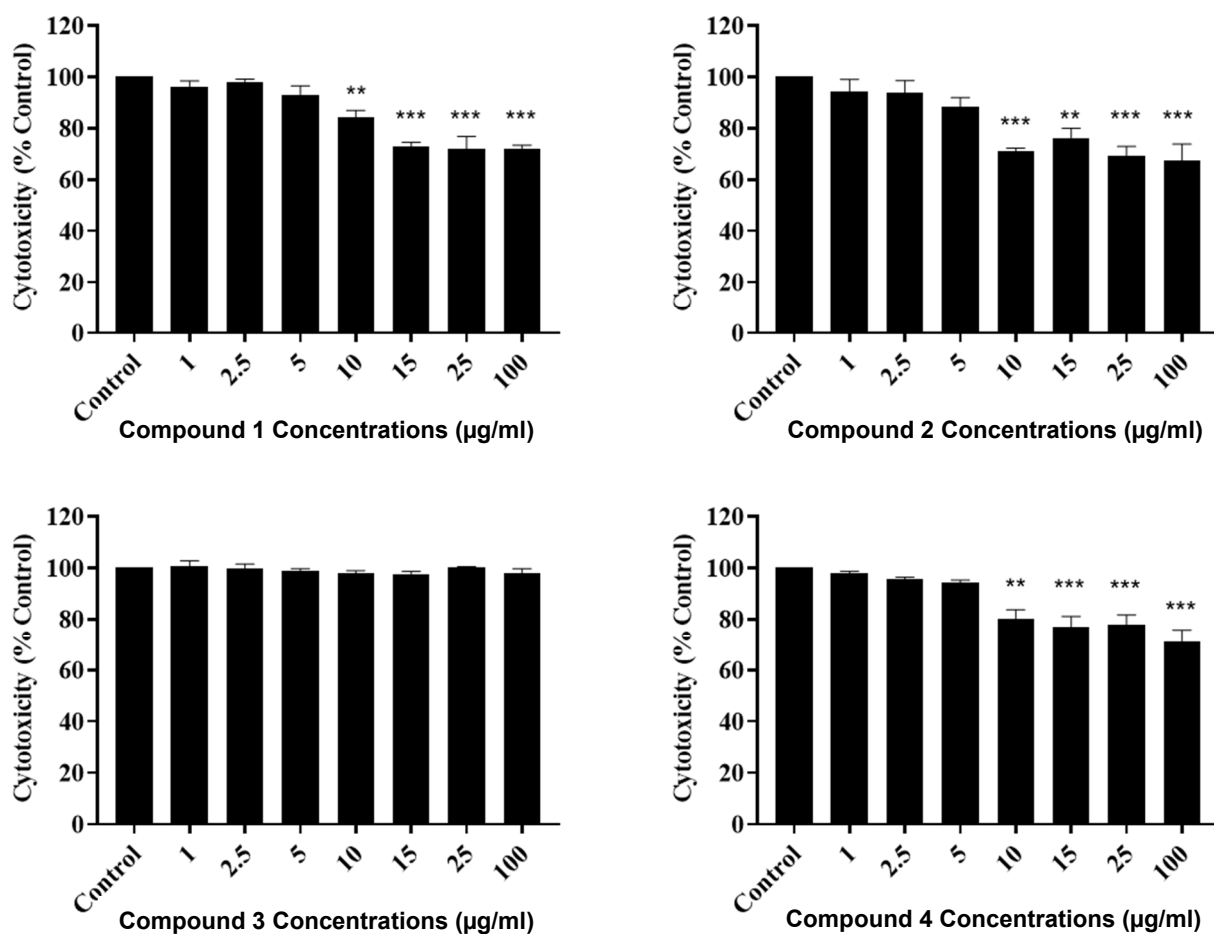 Cytotoxicity (% Control)
120
100
80
60
40
20
0
** *** *** ***
Control 1 2.5 5 10 15 25 100
Compound 1 Concentrations (µg/ml)
Cytotoxicity (% Control)
120
100
80
60
40
20
0
*** ** *** ***
Control 1 2.5 5 10 15 25 100
Compound 2 Concentrations (µg/ml)
Cytotoxicity (% Control)
120
100
80
60
40
20
0
Control 1 2.5 5 10 15 25 100
Compound 3 Concentrations (µg/ml)
Cytotoxicity (% Control)
120
100
80
60
40
20
0
** *** *** ***
Control 1 2.5 5 10 15 25 100
Compound 4 Concentrations (µg/ml)